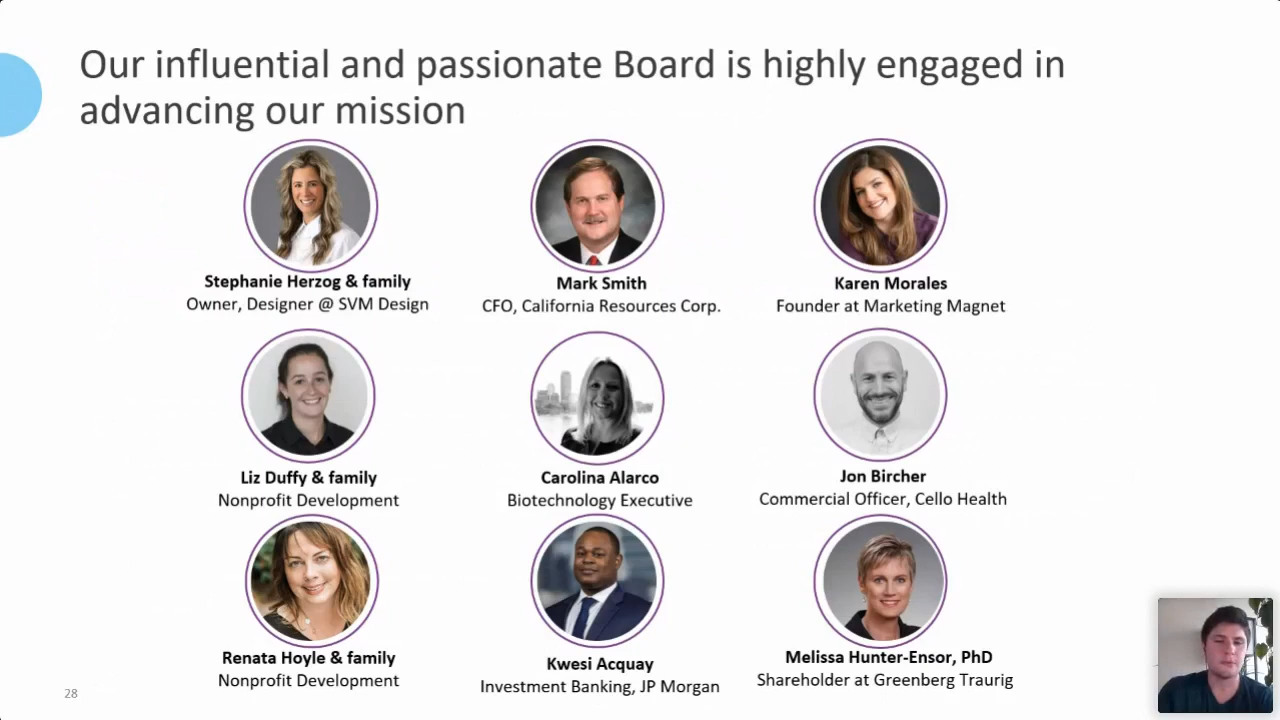 Our influential and passionate Board is highly engaged in
advancing our mission
Stephanie Herzog & family
Owner, Designer @ SVM Design
Mark Smith
CFO, California Resources Corp.
Karen Morales
Founder at Marketing Magnet
Liz Duffy & family
Nonprofit Development
Carolina Alarco
Biotechnology Executive
Jon Bircher
Commercial Officer, Cello Health
Renata Hoyle & family
Nonprofit Development
Kwesi Acquay
Investment Banking, JP Morgan
Melissa Hunter-Ensor, PhD
Shareholder at Greenberg Traurig
28